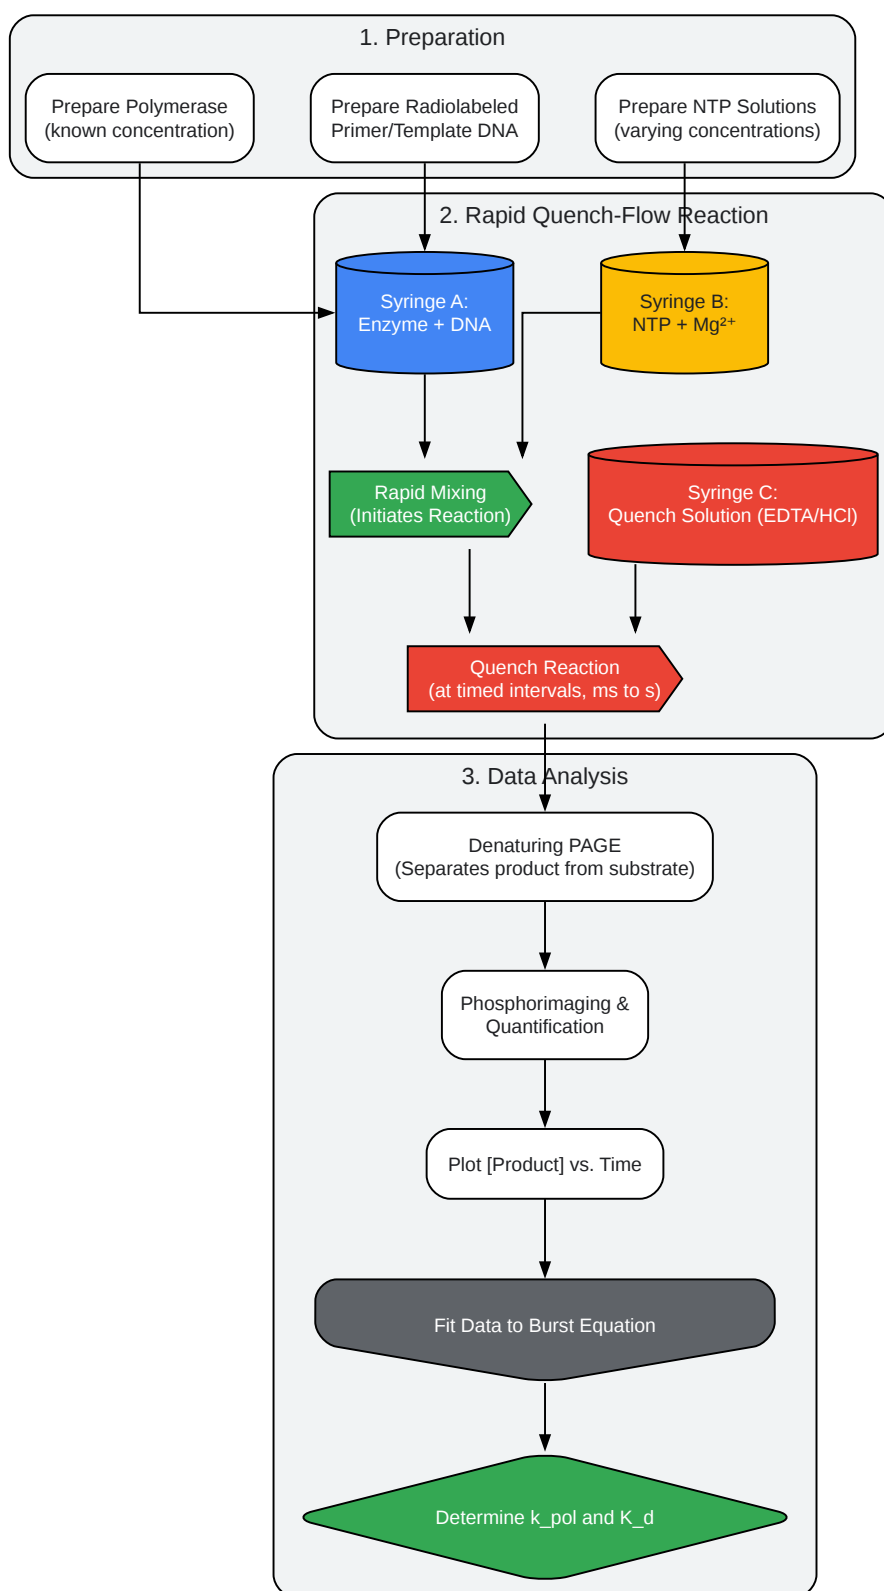 1. Preparation
Prepare Polymerase
(known concentration)
Prepare Radiolabeled
Primer/Template DNA
Prepare NTP Solutions
(varying concentrations)
2. Rapid Quench-Flow Reaction
Syringe A:
Enzyme + DNA
Syringe B:
NTP + Mg²⁺
Rapid Mixing
(Initiates Reaction)
Syringe C:
Quench Solution (EDTA/HCl)
Quench Reaction
(at timed intervals, ms to s)
3. Data Analysis
Denaturing PAGE
(Separates product from substrate)
Phosphorimaging &
Quantification
Plot [Product] vs. Time
Fit Data to Burst Equation
Determine k_pol and K_d